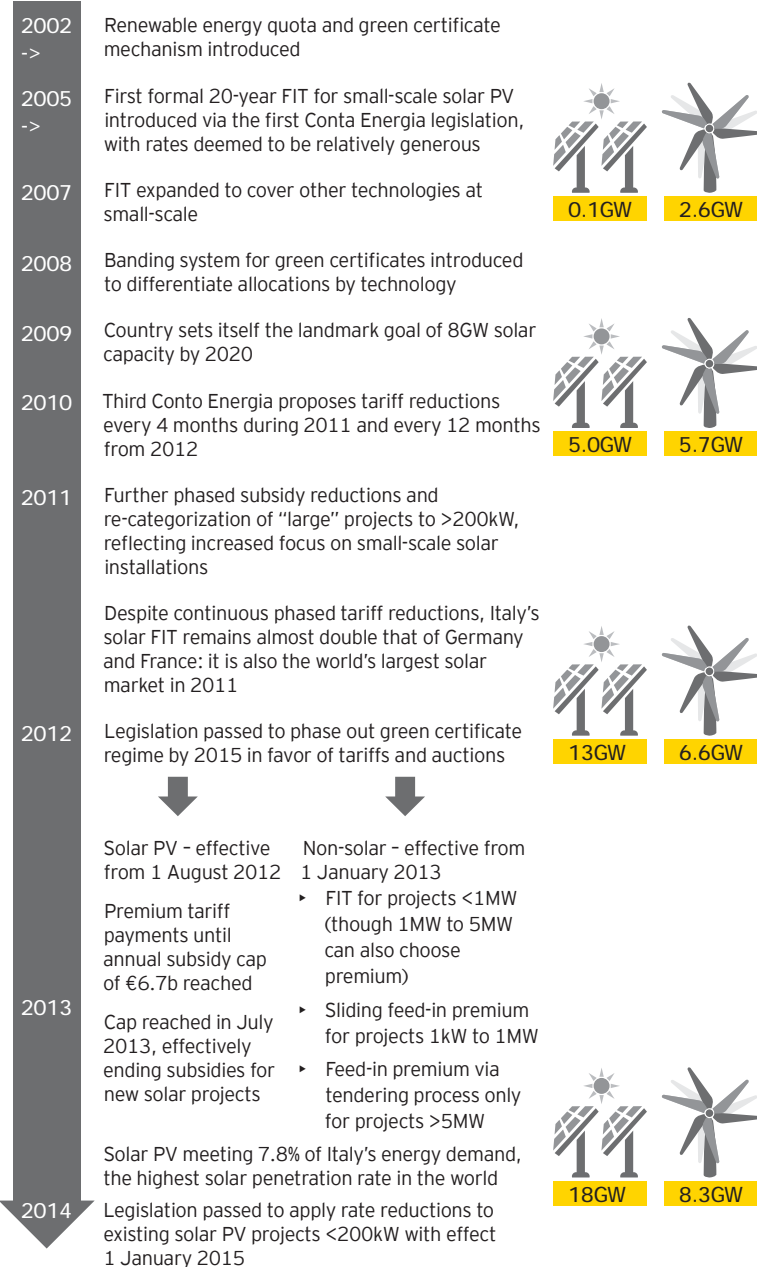 2002
->
Renewable energy quota and green certificate
mechanism introduced
2005
->
First formal 20-year FIT for small-scale solar PV
introduced via the first Conta Energia legislation,
with rates deemed to be relatively generous
2007
FIT expanded to cover other technologies at
small-scale
0.1GW
2.6GW
2008
Banding system for green certificates introduced
to differentiate allocations by technology
2009
Country sets itself the landmark goal of 8GW solar
capacity by 2020
2010
Third Conto Energia proposes tariff reductions
every 4 months during 2011 and every 12 months
from 2012
5.0GW
5.7GW
2011
Further phased subsidy reductions and
re-categorization of “large” projects to >200kW,
reflecting increased focus on small-scale solar
installations
Despite continuous phased tariff reductions, Italy’s
solar FIT remains almost double that of Germany
and France: it is also the world’s largest solar
market in 2011
2012
Legislation passed to phase out green certificate
regime by 2015 in favor of tariffs and auctions
13GW
6.6GW
Solar PV – effective
from 1 August 2012
Premium tariff
payments until
annual subsidy cap
of €6.7b reached
2013
Cap reached in July
2013, effectively
ending subsidies for
new solar projects
Non-solar – effective from
1 January 2013
‣ FIT for projects <1MW
(though 1MW to 5MW
can also choose
premium)
‣ Sliding feed-in premium
for projects 1kW to 1MW
‣ Feed-in premium via
tendering process only
for projects >5MW
Solar PV meeting 7.8% of Italy’s energy demand,
the highest solar penetration rate in the world
18GW
8.3GW
2014
Legislation passed to apply rate reductions to
existing solar PV projects <200kW with effect
1 January 2015